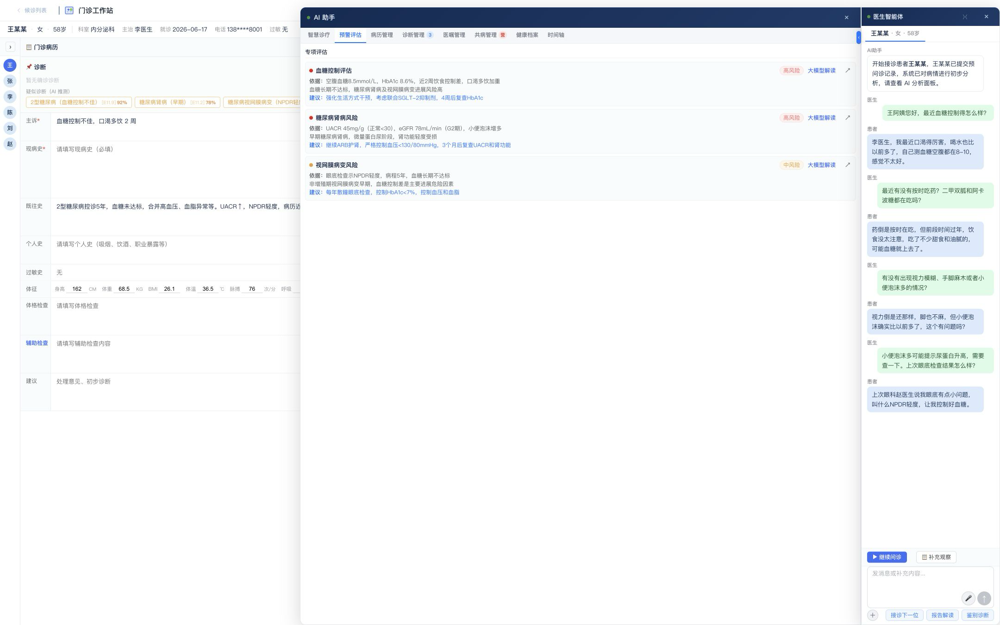 候诊列表
门诊工作站
王某某 · 女 · 58岁 科室 内分泌科 主治 李医生 就诊 2026-06-17 电话 138****8001 过敏 无
王
张
李
陈
刘
赵
门诊病历
诊断
暂无确诊诊断
疑似诊断（AI 推测）
2型糖尿病（血糖控制不佳） [E11.9] 92% 糖尿病肾病（早期） [E11.2] 78% 糖尿病视网膜病变（NPDR轻
主诉* 血糖控制不佳，口渴多饮 2 周
现病史* 请填写现病史（必填）
既往史 2型糖尿病控诊5年，血糖未达标，合并高血压、血脂异常等。UACR↑，NPDR轻度，病历近
个人史 请填写个人史（吸烟、饮酒、职业暴露等）
过敏史 无
体征 身高 162 CM 体重 68.5 KG BMI 26.1 体温 36.5 ℃ 脉搏 76 次/分 呼吸
体格检查 请填写体格检查
辅助检查 请填写辅助检查内容
建议 处理意见、初步诊断
AI 助手 ×
智慧诊疗 预警评估 病历管理 诊断管理 3 医嘱管理 共病管理 营 健康档案 时间轴
专项评估
血糖控制评估 高风险 大模型解读 ↗
依据：空腹血糖8.5mmol/L，HbA1c 8.6%，近2周饮食控制差，口渴多饮加重
血糖长期不达标，糖尿病肾病及视网膜病变进展风险高
建议：强化生活方式干预，考虑联合SGLT-2抑制剂，4周后复查HbA1c
糖尿病肾病风险 高风险 大模型解读 ↗
依据：UACR 45mg/g（正常<30），eGFR 78mL/min（G2期），小便泡沫增多
早期糖尿病肾病，微量蛋白尿阶段，肾功能轻度受损
建议：继续ARB护肾，严格控制血压<130/80mmHg，3个月后复查UACR和肾功能
视网膜病变风险 中风险 大模型解读 ↗
依据：眼底检查示NPDR轻度，病程5年，血糖长期不达标
非增殖期视网膜病变早期，血糖控制差是主要进展危险因素
建议：每年散瞳眼底检查，控制HbA1c<7%，控制血压和血脂
医生智能体 ×
王某某 · 女 · 58岁
AI助手
开始接诊患者王某某，王某某已提交预
问诊记录，系统已对病情进行初步分
析，请查看 AI 分析面板。
医生
王阿姨您好，最近血糖控制得怎么样？
患者
李医生，我最近口渴得厉害，喝水也比
以前多了，自己测血糖空腹都在8-10，
感觉不太好。
医生
最近有没有按时吃药？二甲双胍和阿卡
波糖都在吃吗？
患者
药倒是按时在吃，但前段时间过年，饮
食没太注意，吃了不少甜食和油腻的，
可能血糖就上去了。
医生
有没有出现视力模糊、手脚麻木或者小
便泡沫多的情况？
患者
视力倒是还那样，脚也不麻，但小便泡
沫确实比以前多了，这个有问题吗？
医生
小便泡沫多可能提示尿蛋白升高，需要
查一下。上次眼底检查结果怎么样？
患者
上次眼科赵医生说我眼底有点小问题，
叫什么NPDR轻度，让我控制好血糖。
▶ 继续问诊 补充观察
发消息或补充内容...
接诊下一位 报告解读 鉴别诊断